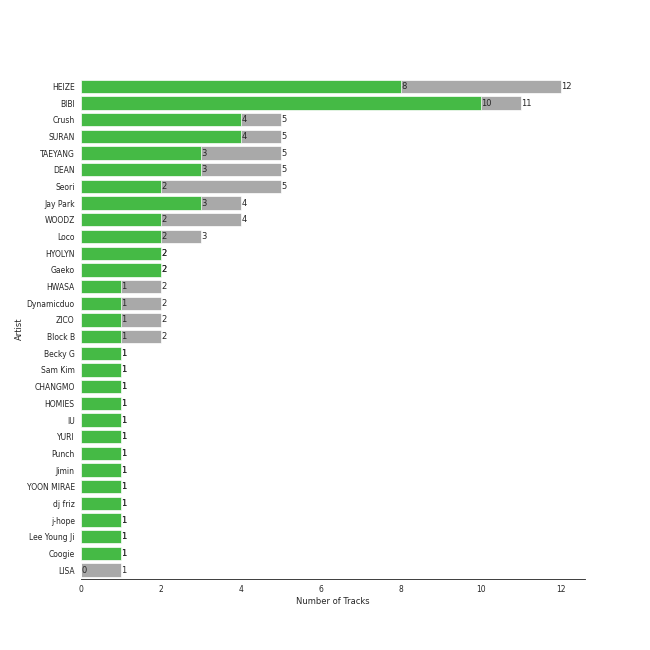 HEIZE 8 12
BIBI 10 11
Crush 4 5
SURAN 4 5
TAEYANG 3 5
DEAN 3 5
Seori 2 5
Jay Park 3 4
WOODZ 2 4
Loco 2 3
HYOLYN 2
Gaeko 2
HWASA 1 2
Dynamicduo 1 2
ZICO 1 2
Block B 1 2
Becky G 1
Sam Kim 1
CHANGMO 1
HOMIES 1
IU 1
YURI 1
Punch 1
Jimin 1
YOON MIRAE 1
dj friz 1
j-hope 1
Lee Young Ji 1
Coogie 1
LISA 0 1
Artist
0 2 4 6 8 10 12
Number of Tracks